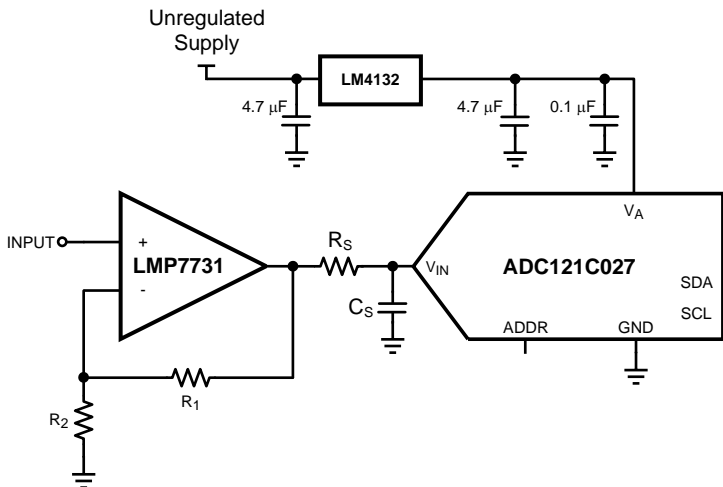 Unregulated
Supply
LM4132
4.7 µF
4.7 µF
0.1 µF
INPUT
+
LMP7731
-
R1
R2
RS
CS
VIN
VA
ADC121C027
SDA
SCL
ADDR
GND